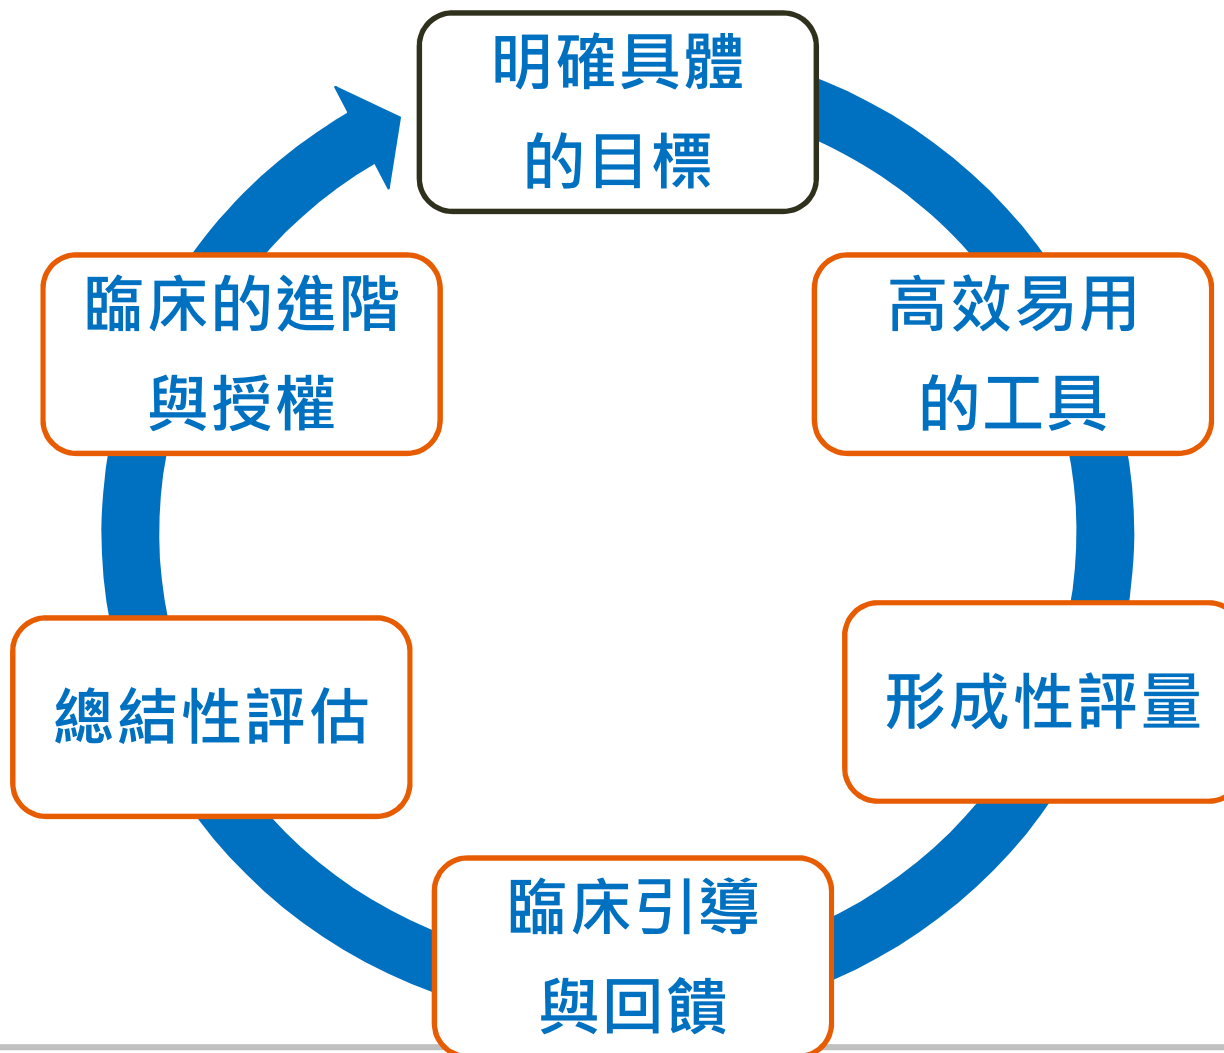 明確具體
的目標
高效易用
的工具
形成性評量
臨床引導
與回饋
總結性評估
臨床的進階
與授權